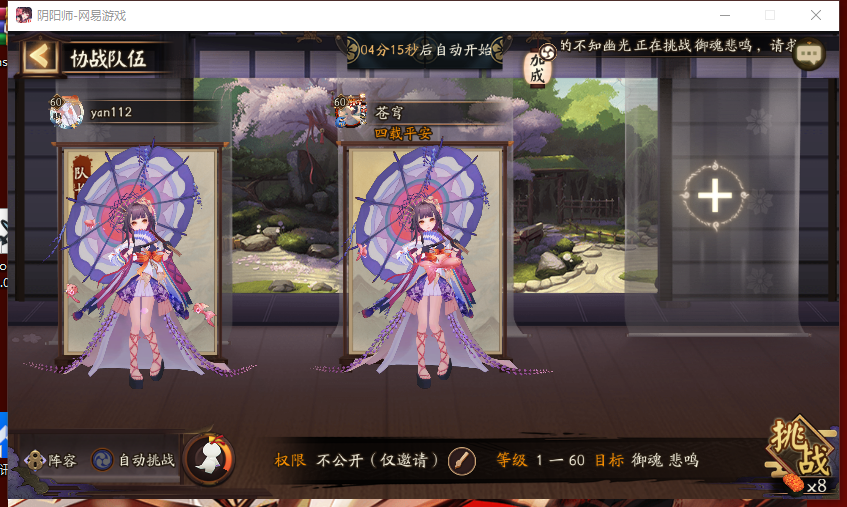 阴阳师-网易游戏
协战队伍
04分15秒后自动开始
加成
的不知幽光正在挑战御魂悲鸣，请求
60
yan112
60
苍穹
四载平安
阵容
自动挑战
权限 不公开（仅邀请）
等级 1 一 60 目标 御魂 悲鸣
挑战
x8